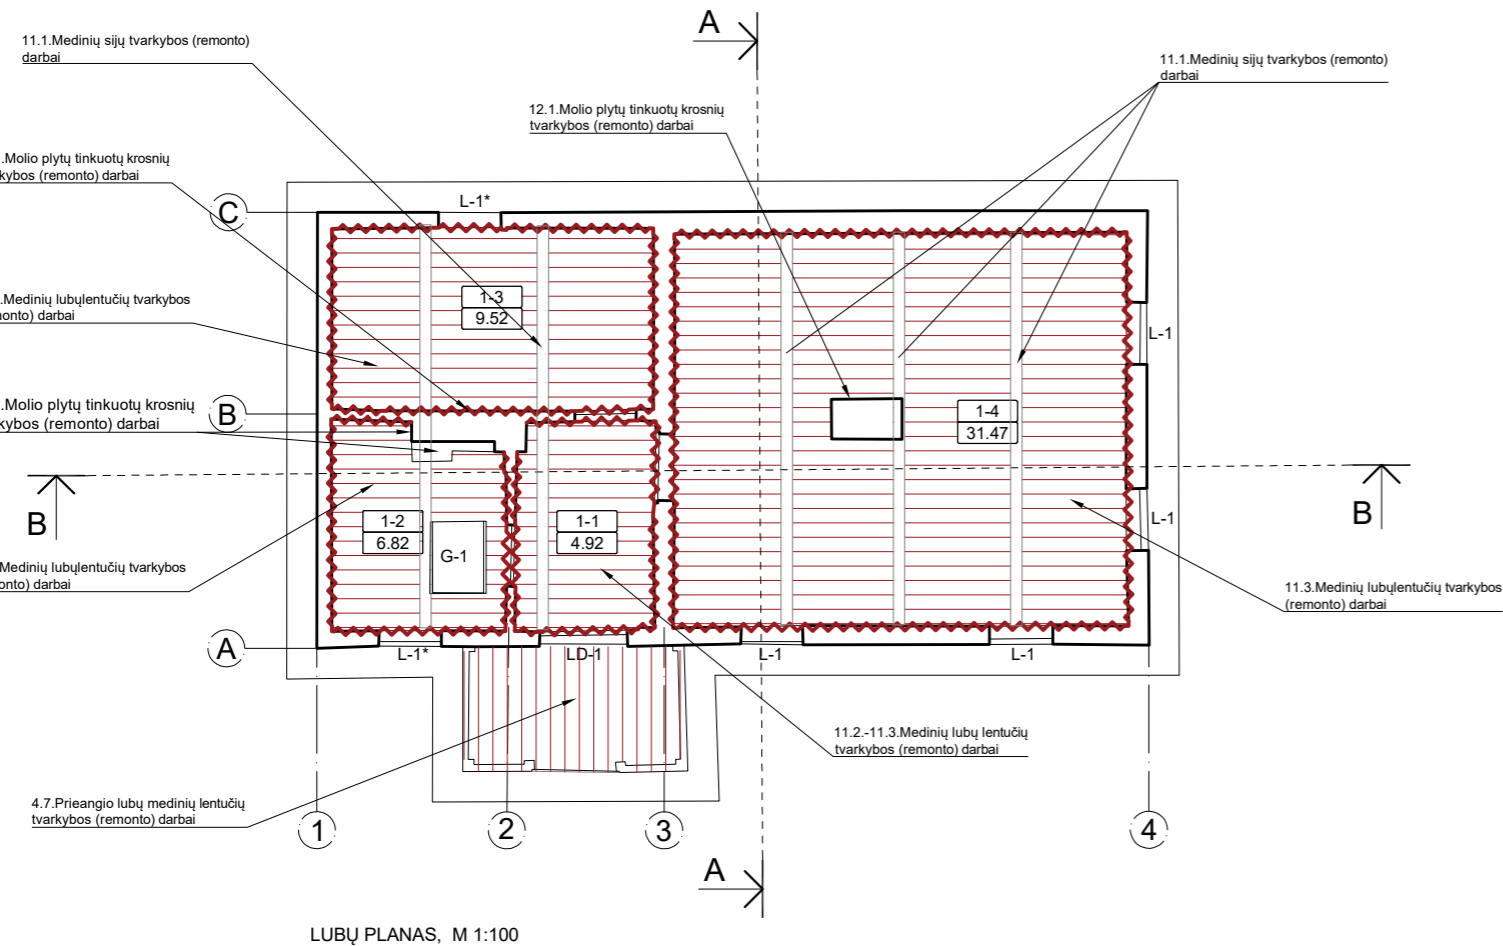 A
11.1.Medinių sijų tvarkybos (remonto)
darbai
11.1.Medinių sijų tvarkybos (remonto)
darbai
12.1.Molio plytų tinkuotų krosnių
tvarkybos (remonto) darbai
.Molio plytų tinkuotų krosnių
kybos (remonto) darbai
C
L-1*
1-3
9.52
.Medinių lubųlentučių tvarkybos
monto) darbai
L-1
.Molio plytų tinkuotų krosnių
kybos (remonto) darbai
B
1-4
31.47
B
B
1-2
6.82
G-1
1-1
4.92
L-1
Medinių lubųlentučių tvarkybos
onto) darbai
11.3.Medinių lubųlentučių tvarkybos
(remonto) darbai
A
L-1*
LD-1
L-1
L-1
11.2.-11.3.Medinių lubų lentučių
tvarkybos (remonto) darbai
4.7.Prieangio lubų medinių lentučių
tvarkybos (remonto) darbai
1
2
3
4
A
LUBŲ PLANAS, M 1:100